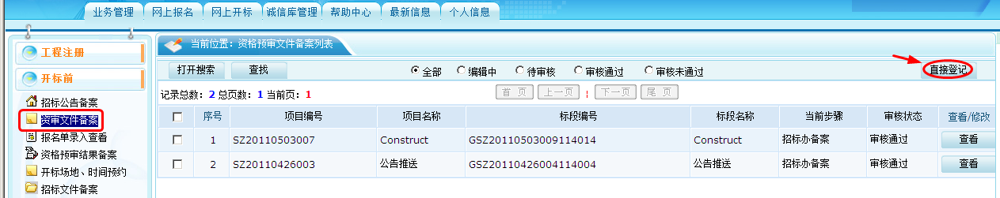 业务管理 网上报名 网上开标 诚信库管理 帮助中心 最新信息 个人信息
工程注册
开标前
招标公告备案
资审文件备案
报名单录入查看
资格预审结果备案
开标场地、时间预约
招标文件备案
当前位置：资格预审文件备案列表
打开搜索 查找 全部 编辑中 待审核 审核通过 审核未通过 直接登记
记录总数：2 总页数：1 当前页：1 首 页 上一页 下一页 尾 页
序号 项目编号 项目名称 标段编号 标段名称 当前步骤 审核状态 查看/修改
1 SZ20110503007 Construct GSZ20110503009114014 Construct 招标办备案 审核通过 查看
2 SZ20110426003 公告推送 GSZ20110426004114004 公告推送 招标办备案 审核通过 查看